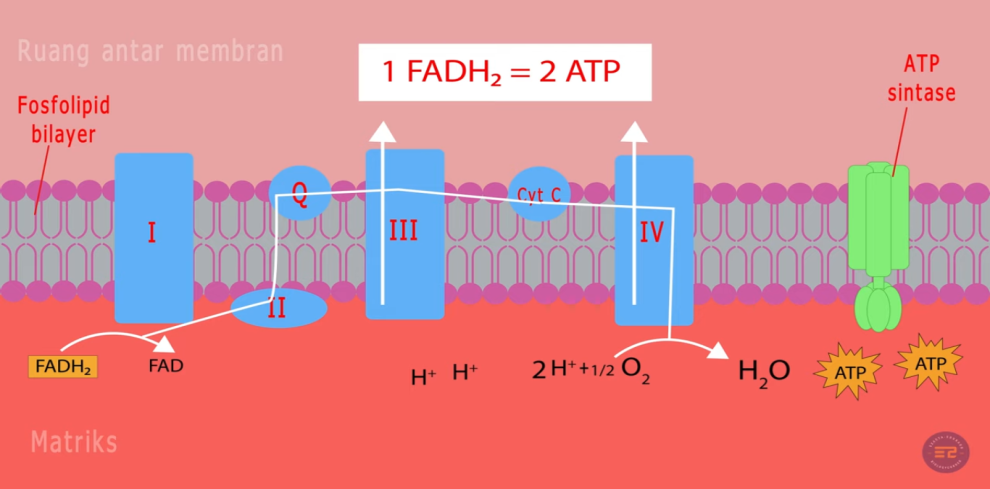 Ruang antar membran
1 FADH₂ = 2 ATP
ATP
sintase
Fosfolipid
bilayer
I
Q
III
Cyt C
IV
II
FADH₂
FAD
H⁺ H⁺
2 H⁺ + 1/2 O₂
H₂O
ATP
ATP
Matriks